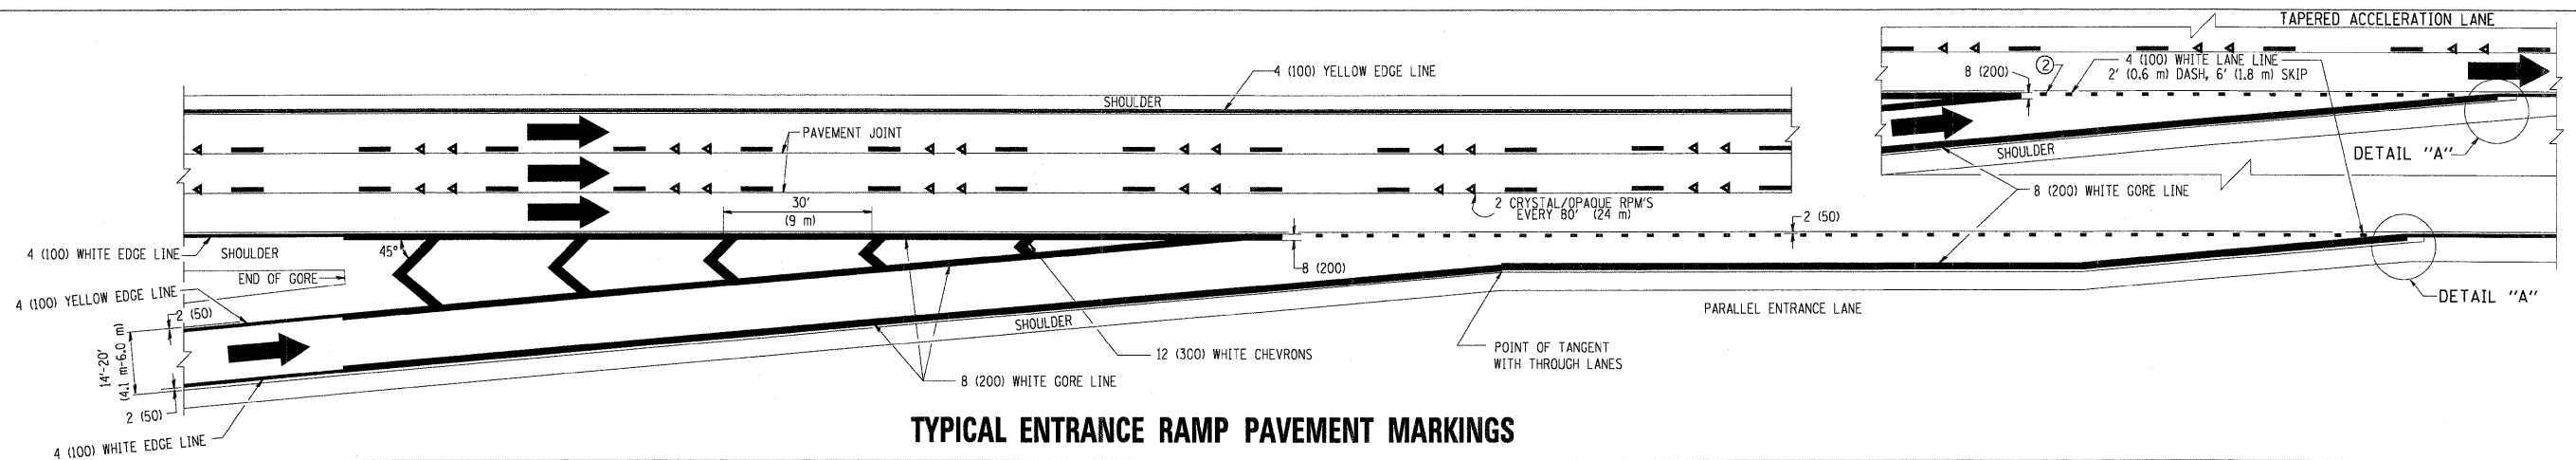 TAPERED ACCELERATION LANE
4 (100) YELLOW EDGE LINE
8 (200)
2
4 (100) WHITE LANE LINE
2' (0.6 m) DASH, 6' (1.8 m) SKIP
SHOULDER
PAVEMENT JOINT
SHOULDER
DETAIL "A"
8 (200) WHITE GORE LINE
30'
(9 m)
2 CRYSTAL/OPAQUE RPM'S
EVERY 80' (24 m)
2 (50)
4 (100) WHITE EDGE LINE
SHOULDER
45°
END OF GORE
8 (200)
4 (100) YELLOW EDGE LINE
2 (50)
DETAIL "A"
PARALLEL ENTRANCE LANE
SHOULDER
14'-20'
(4.1 m-6.0 m)
12 (300) WHITE CHEVRONS
POINT OF TANGENT
WITH THROUGH LANES
8 (200) WHITE GORE LINE
2 (50)
4 (100) WHITE EDGE LINE
TYPICAL ENTRANCE RAMP PAVEMENT MARKINGS